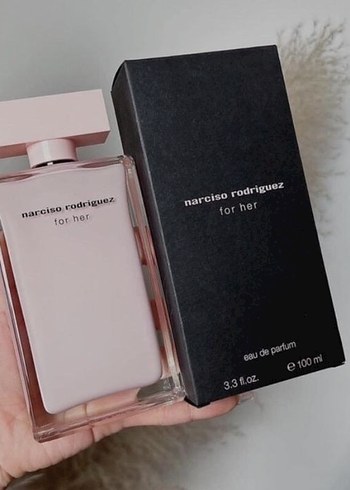 narciso rodriguez
for her
narciso rodriguez
for her
eau de parfum
3.3 fl.oz. ℮ 100 ml